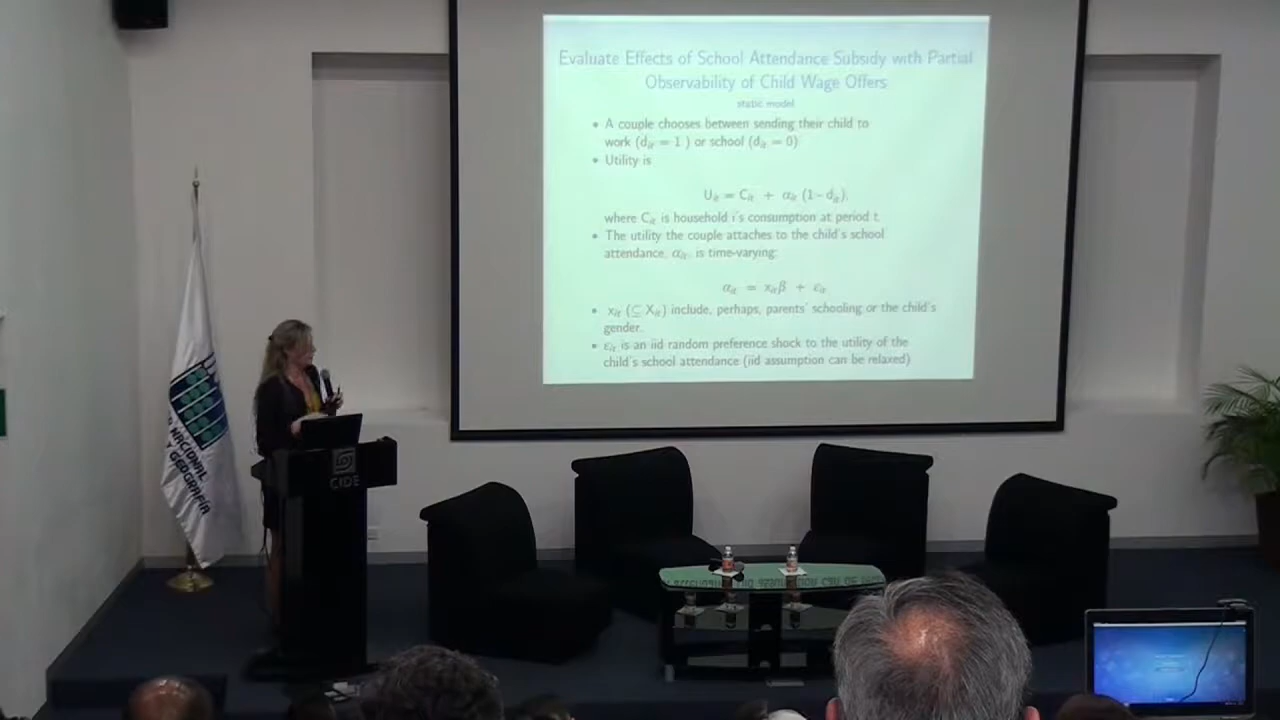 Evaluate Effects of School Attendance Subsidy with Partial
Observability of Child Wage Offers
static model
• A couple chooses between sending their child to
work (d_it = 1 ) or school (d_it = 0)
• Utility is
U_it = C_it + α_it (1−d_it),
where C_it is household i's consumption at period t.
• The utility the couple attaches to the child's school
attendance, α_it, is time-varying:
α_it = x_itβ + ε_it
• x_it (⊆ X_it) include, perhaps, parents' schooling or the child's
gender.
• ε_it is an iid random preference shock to the utility of the
child's school attendance (iid assumption can be relaxed)
NACIONAL
Y GEOGRAFÍA
CIDE